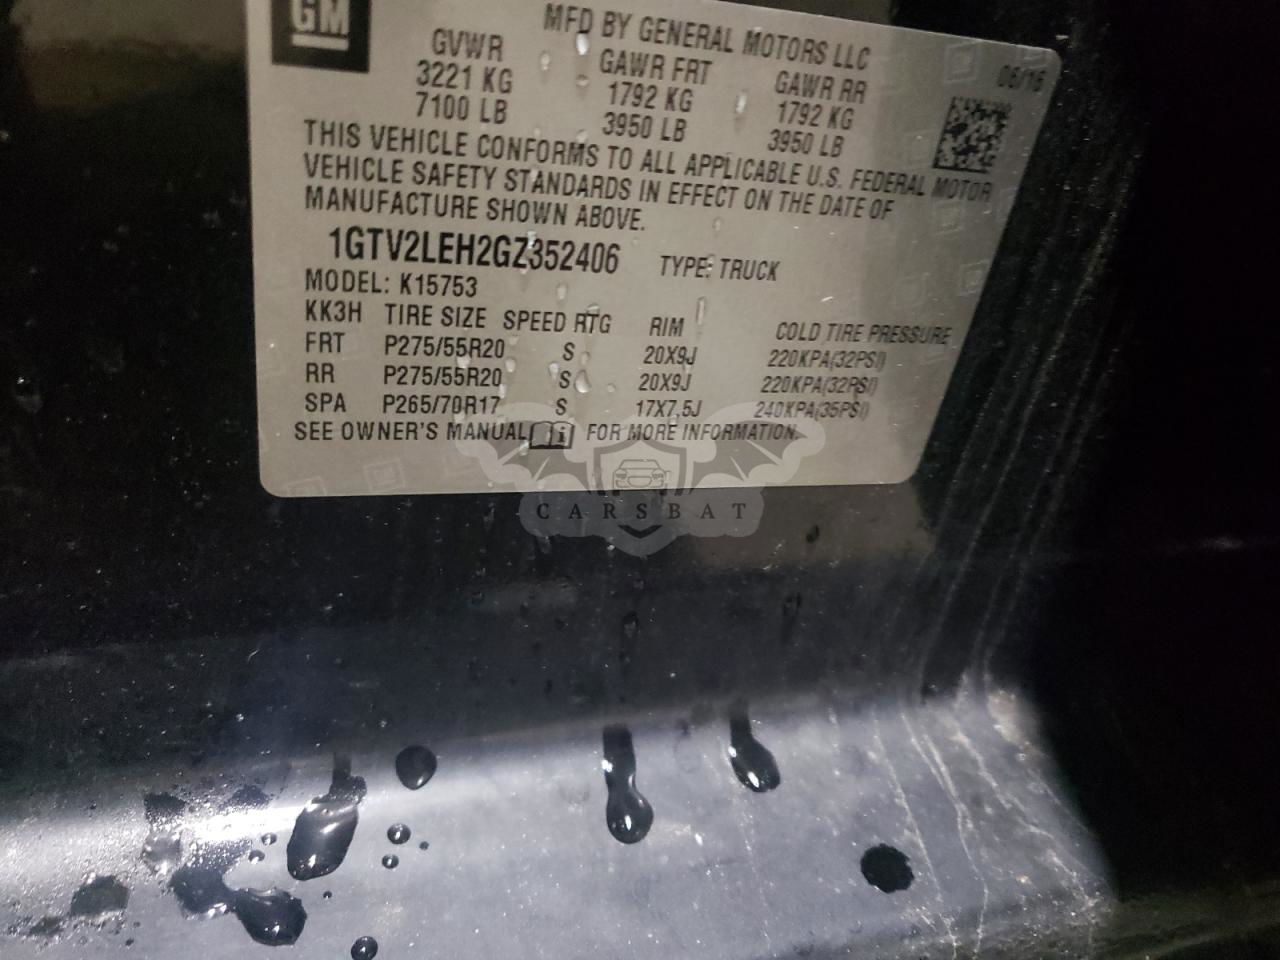 GM
MFD BY GENERAL MOTORS LLC
06/16
GVWR GAWR FRT GAWR RR
3221 KG 1792 KG 1792 KG
7100 LB 3950 LB 3950 LB
THIS VEHICLE CONFORMS TO ALL APPLICABLE U.S. FEDERAL MOTOR
VEHICLE SAFETY STANDARDS IN EFFECT ON THE DATE OF
MANUFACTURE SHOWN ABOVE.
1GTV2LEH2GZ352406 TYPE: TRUCK
MODEL: K15753
KK3H TIRE SIZE SPEED RTG RIM COLD TIRE PRESSURE
FRT P275/55R20 S 20X9J 220KPA(32PSI)
RR P275/55R20 S 20X9J 220KPA(32PSI)
SPA P265/70R17 S 17X7,5J 240KPA(35PSI)
SEE OWNER'S MANUAL FOR MORE INFORMATION.
CARSBAT